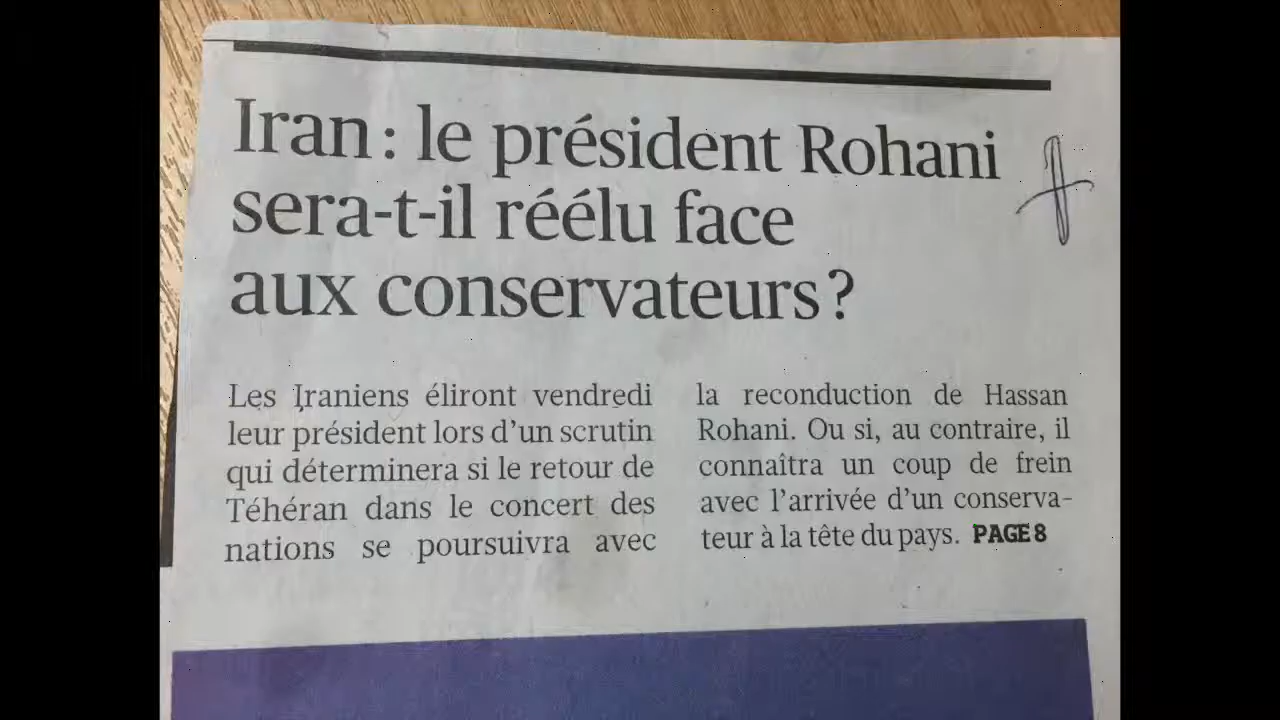 Iran : le président Rohani
sera-t-il réélu face
aux conservateurs ?
Les Iraniens éliront vendredi
leur président lors d'un scrutin
qui déterminera si le retour de
Téhéran dans le concert des
nations se poursuivra avec
la reconduction de Hassan
Rohani. Ou si, au contraire, il
connaîtra un coup de frein
avec l'arrivée d'un conserva-
teur à la tête du pays. PAGE 8